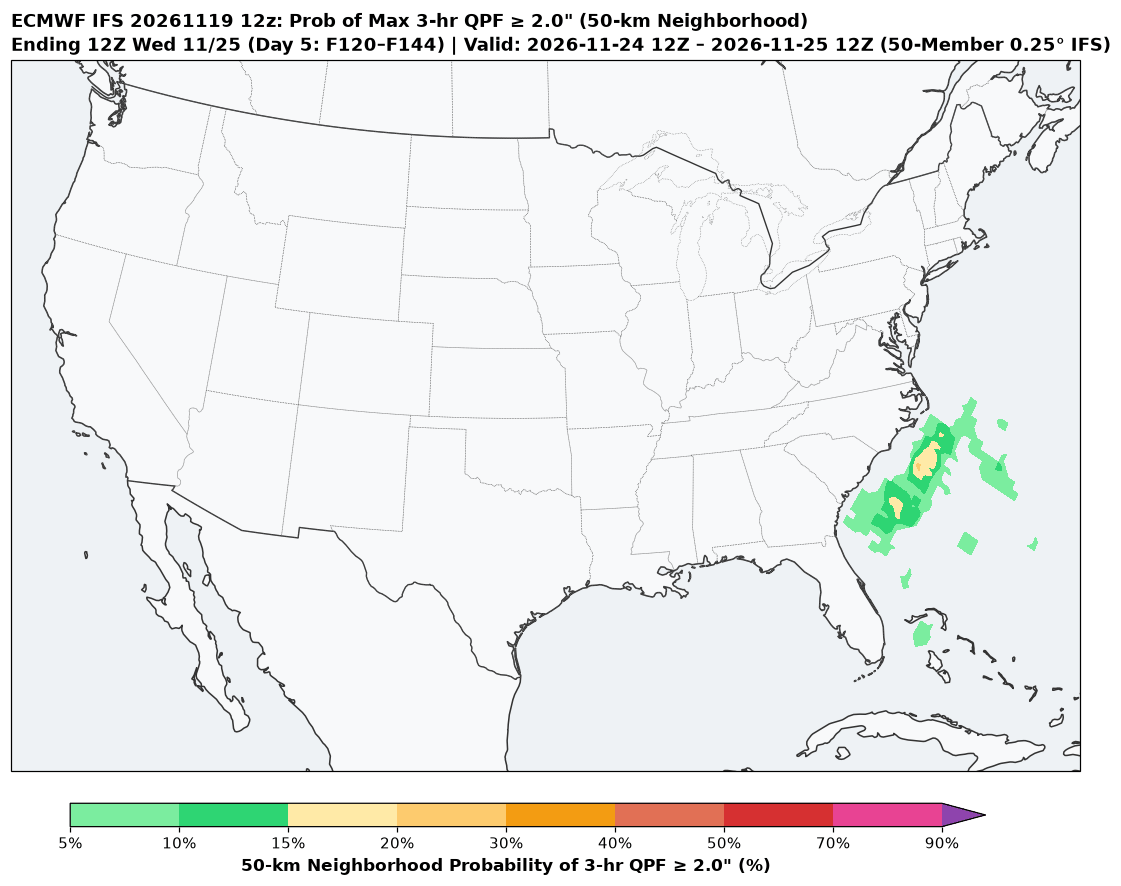 ECMWF IFS 20261119 12z: Prob of Max 3-hr QPF ≥ 2.0" (50-km Neighborhood)
Ending 12Z Wed 11/25 (Day 5: F120–F144) | Valid: 2026-11-24 12Z – 2026-11-25 12Z (50-Member 0.25° IFS)
5% 10% 15% 20% 30% 40% 50% 70% 90%
50-km Neighborhood Probability of 3-hr QPF ≥ 2.0" (%)